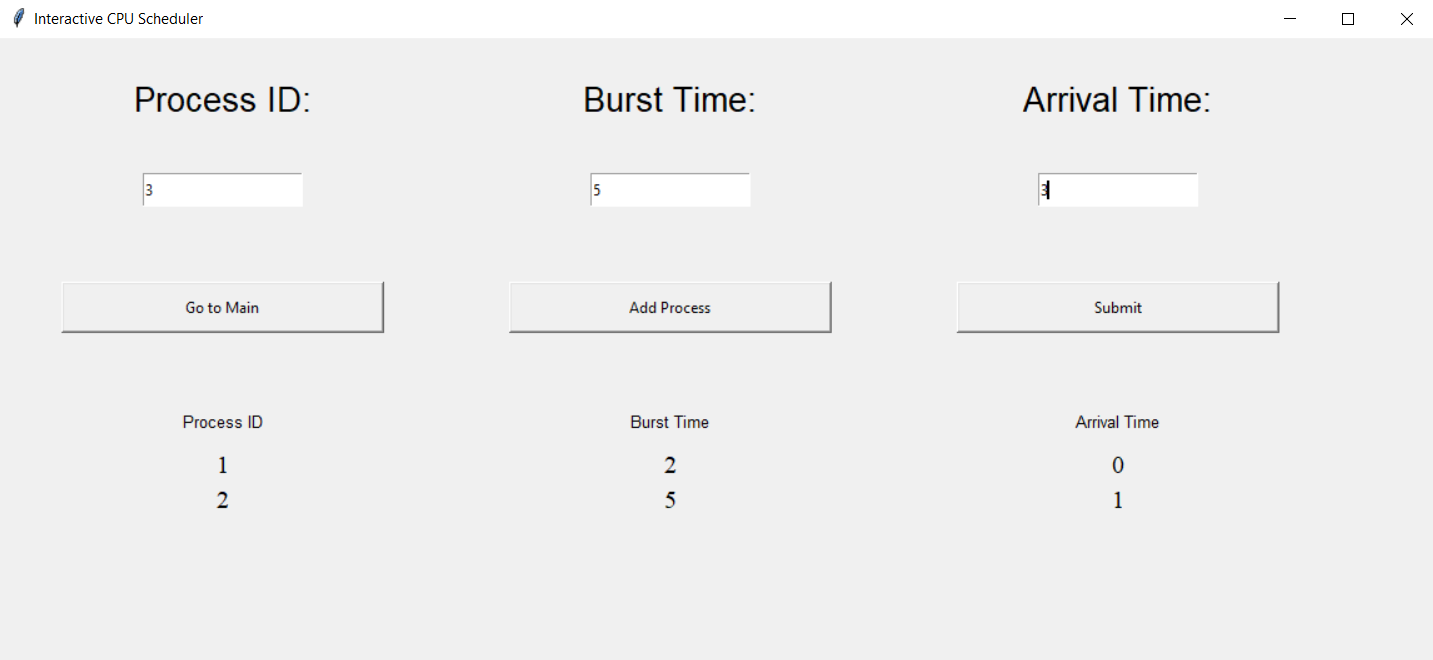 Interactive CPU Scheduler
Process ID: Burst Time: Arrival Time:
3 5 3
Go to Main Add Process Submit
Process ID Burst Time Arrival Time
1 2 0
2 5 1